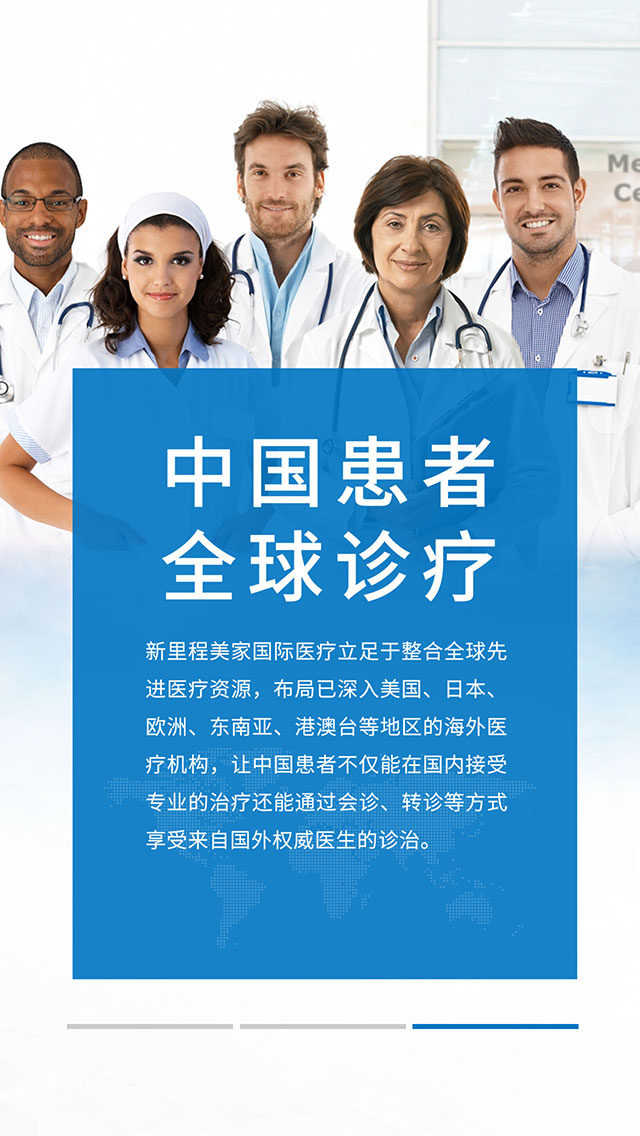 Me
Ce
中国患者
全球诊疗
新里程美家国际医疗立足于整合全球先
进医疗资源，布局已深入美国、日本、
欧洲、东南亚、港澳台等地区的海外医
疗机构，让中国患者不仅能在国内接受
专业的治疗还能通过会诊、转诊等方式
享受来自国外权威医生的诊治。